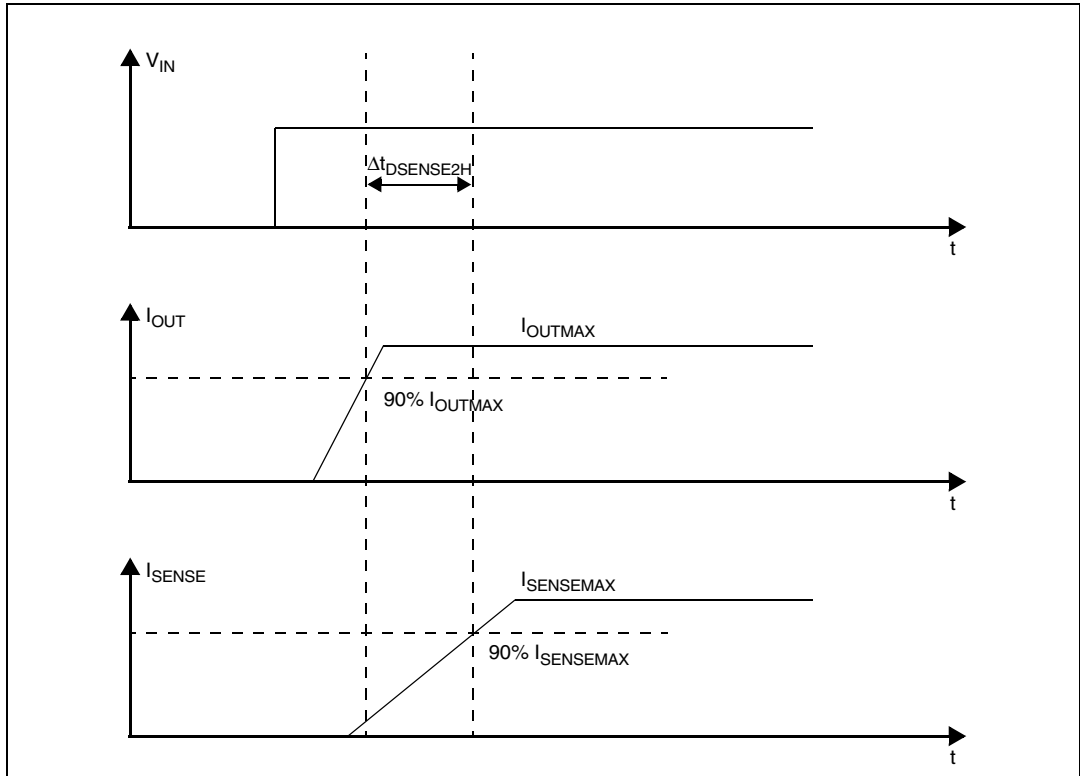 V_IN
Δt_DSENSE2H
t
I_OUT
I_OUTMAX
90% I_OUTMAX
t
I_SENSE
I_SENSEMAX
90% I_SENSEMAX
t